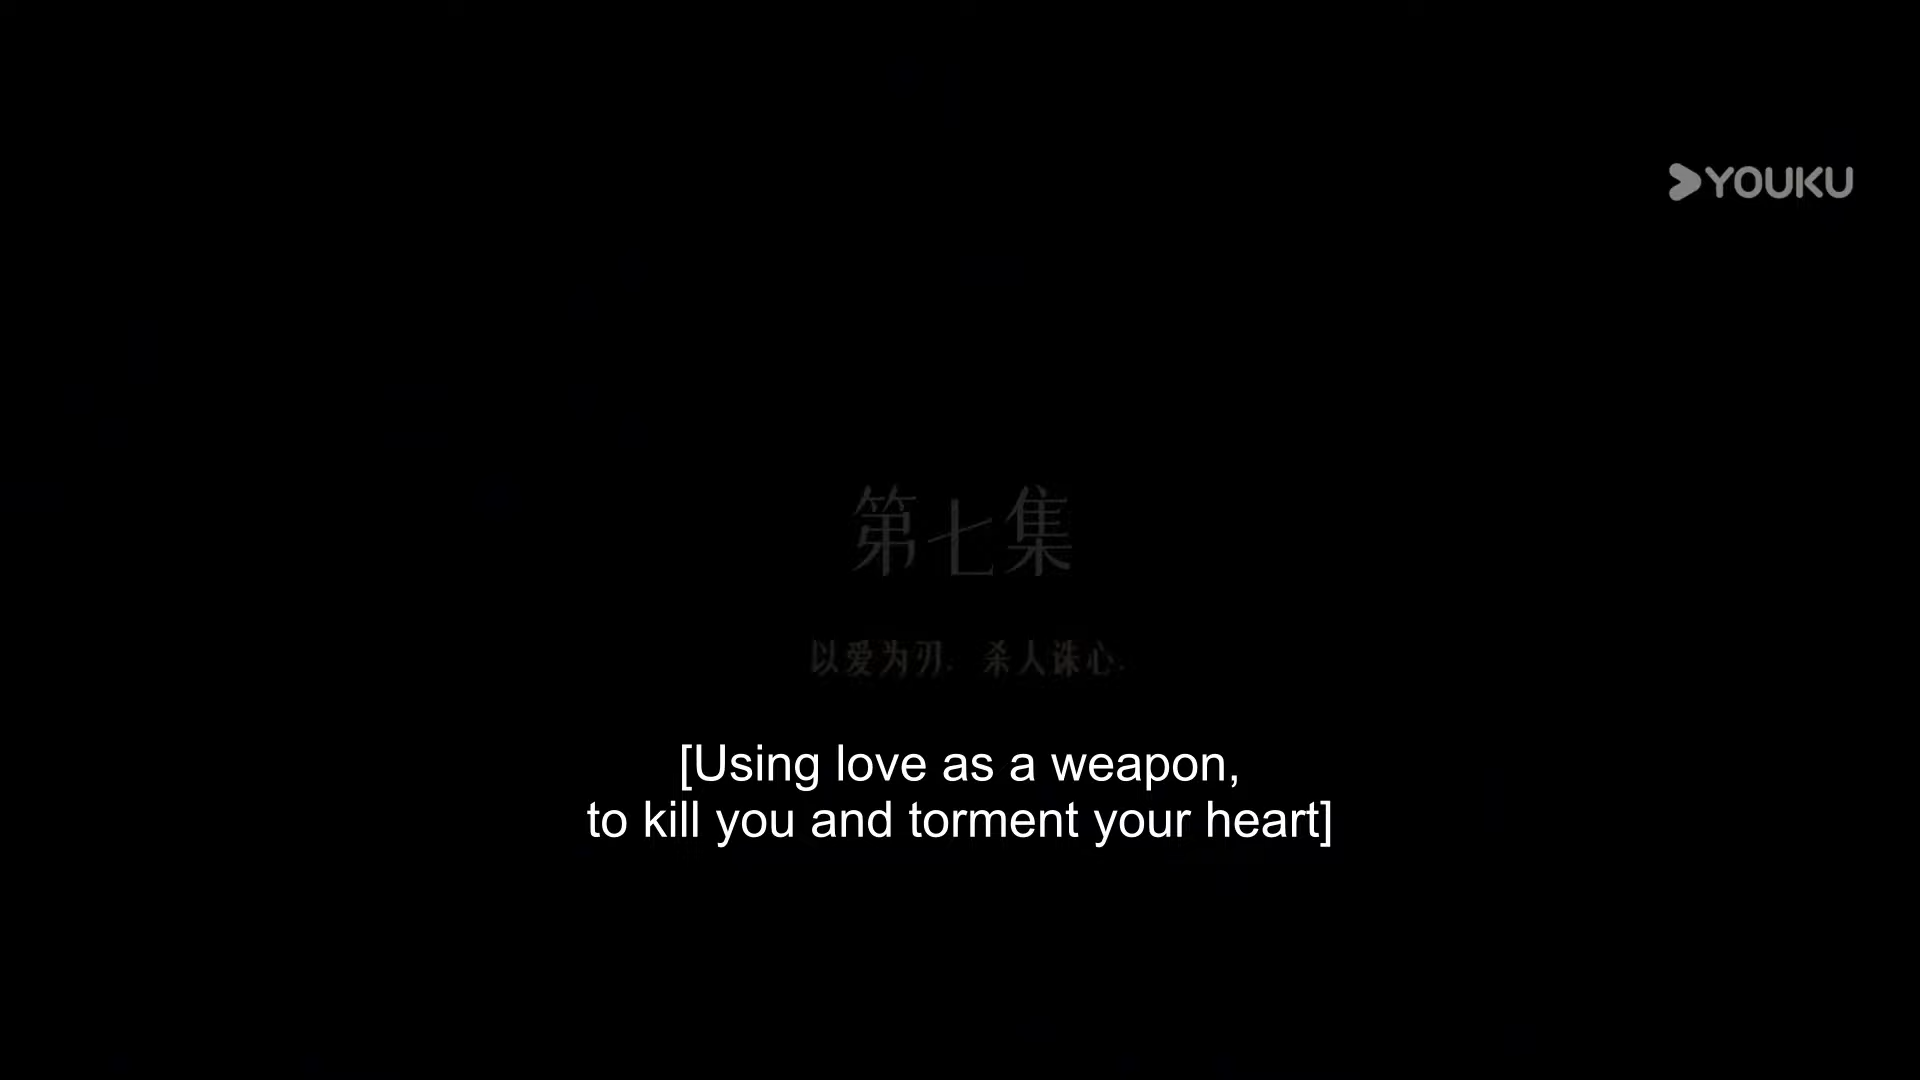 YOUKU
第七集
以爱为刃，杀人诛心。
[Using love as a weapon,
to kill you and torment your heart]